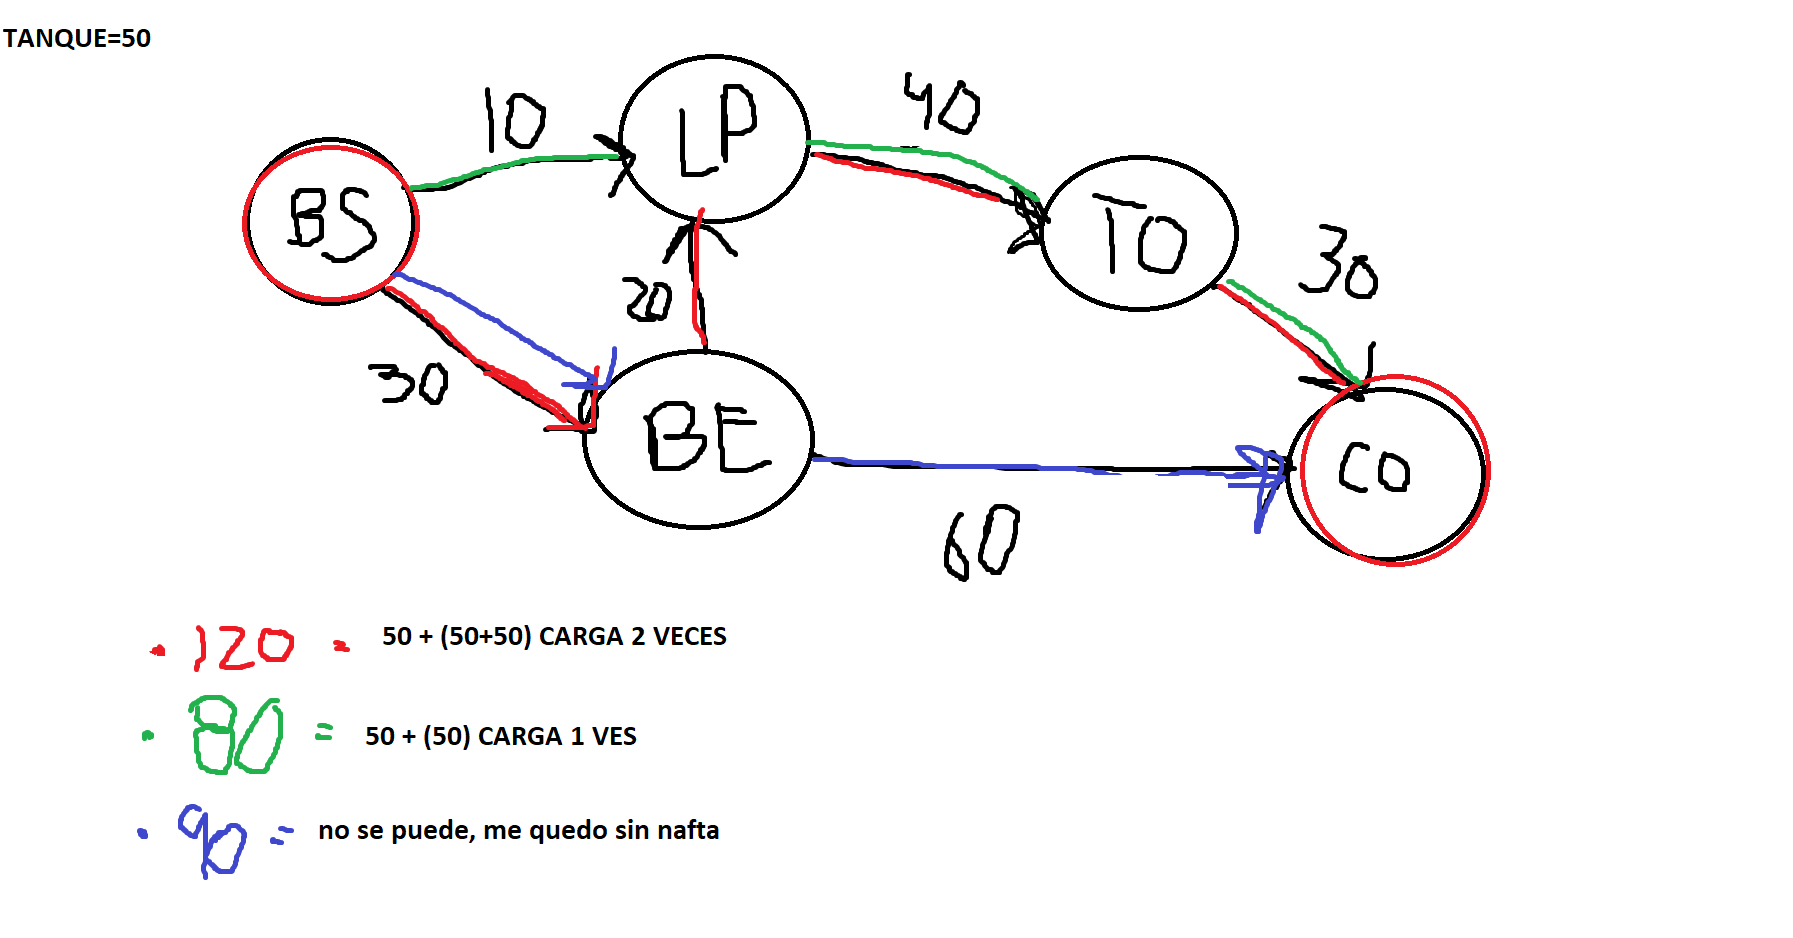 TANQUE=50
10
LP
40
BS
TO
30
20
30
BE
CO
60
120 = 50 + (50+50) CARGA 2 VECES
80 = 50 + (50) CARGA 1 VES
90 = no se puede, me quedo sin nafta